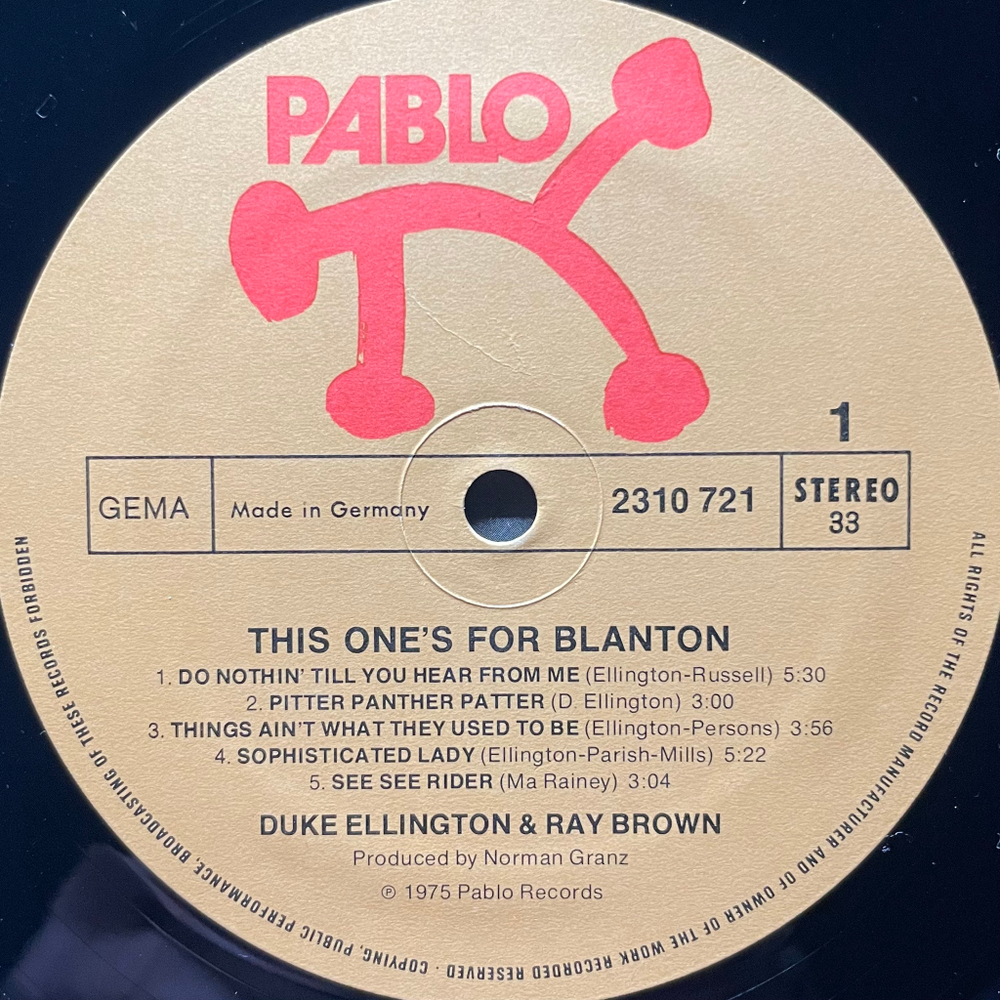 PABLO
1
GEMA
Made in Germany
2310 721
STEREO
33
THIS ONE'S FOR BLANTON
1. DO NOTHIN' TILL YOU HEAR FROM ME (Ellington-Russell) 5:30
2. PITTER PANTHER PATTER (D. Ellington) 3:00
3. THINGS AIN'T WHAT THEY USED TO BE (Ellington-Persons) 3:56
4. SOPHISTICATED LADY (Ellington-Parish-Mills) 5:22
5. SEE SEE RIDER (Ma Rainey) 3:04
DUKE ELLINGTON & RAY BROWN
Produced by Norman Granz
℗ 1975 Pablo Records
ALL RIGHTS OF THE RECORD MANUFACTURER AND OF OWNER OF THE WORK RECORDED RESERVED · COPYING, PUBLIC PERFORMANCE, BROADCASTING OF THESE RECORDS FORBIDDEN